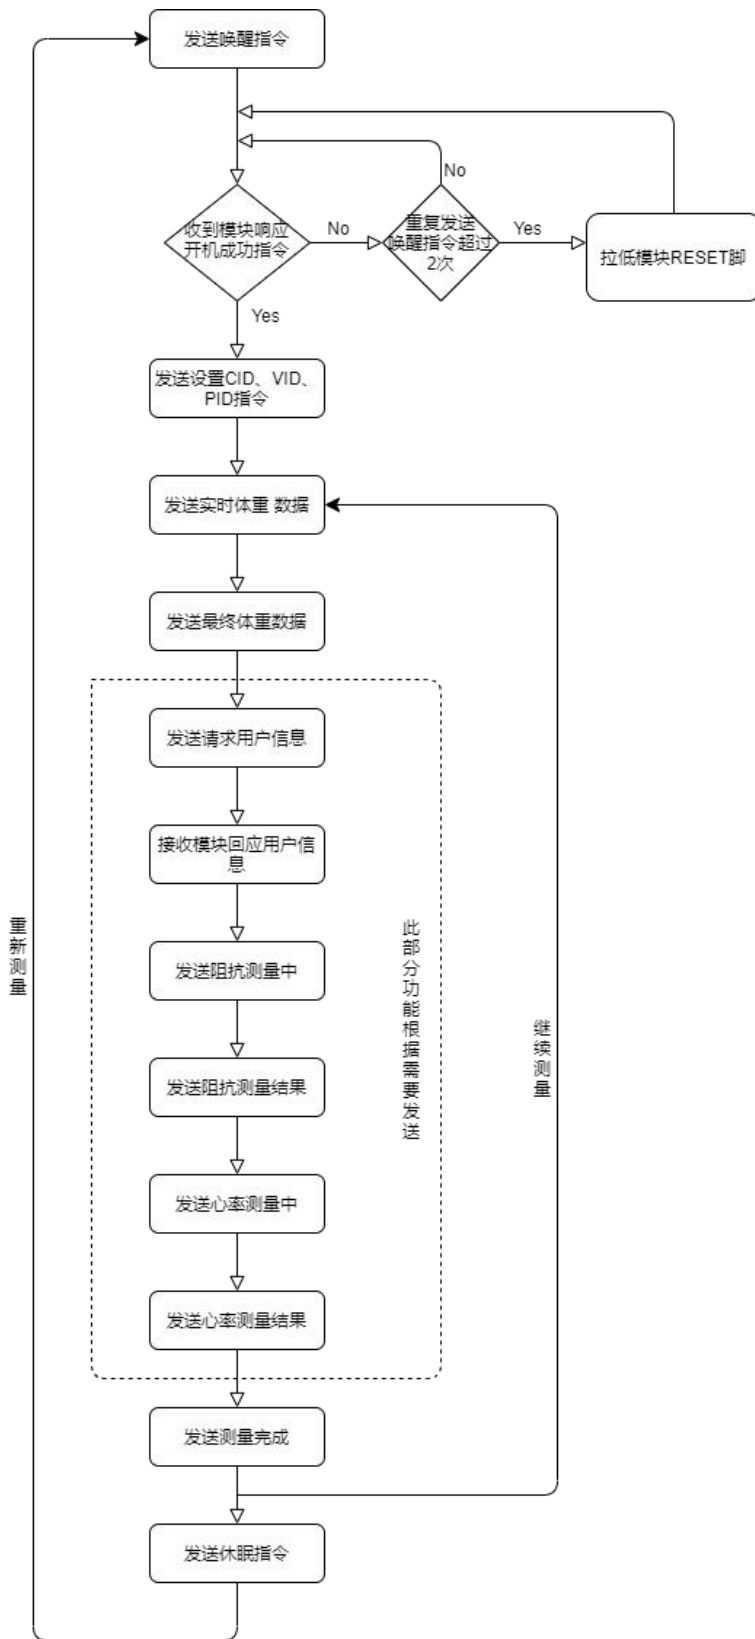 发送唤醒指令
No
收到模块响应
开机成功指令
No
重复发送
唤醒指令超过
2次
Yes
拉低模块RESET脚
Yes
发送设置CID、VID、
PID指令
发送实时体重 数据
发送最终体重数据
发送请求用户信息
接收模块回应用户信
息
发送阻抗测量中
发送阻抗测量结果
发送心率测量中
发送心率测量结果
此部分功能根据需要发送
重新测量
继续测量
发送测量完成
发送休眠指令